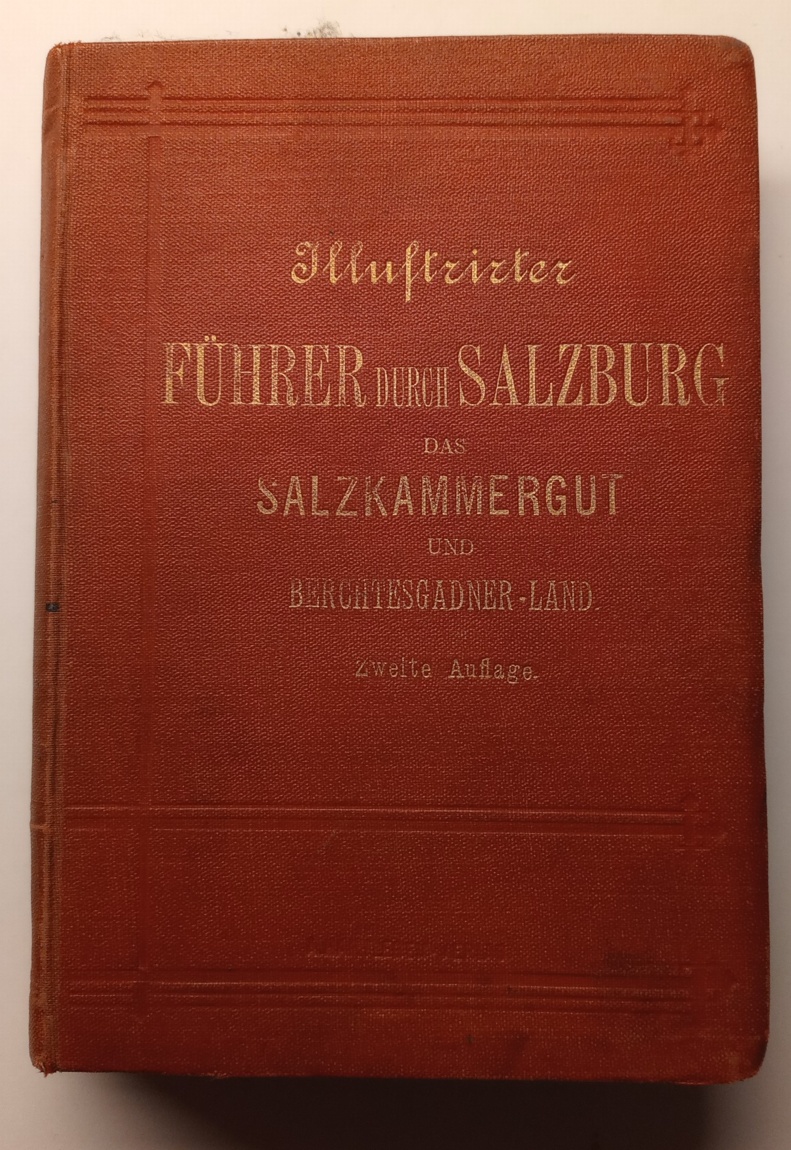 Illustrirter
FÜHRER DURCH SALZBURG
DAS
SALZKAMMERGUT
UND
BERCHTESGADNER-LAND.
Zweite Auflage.